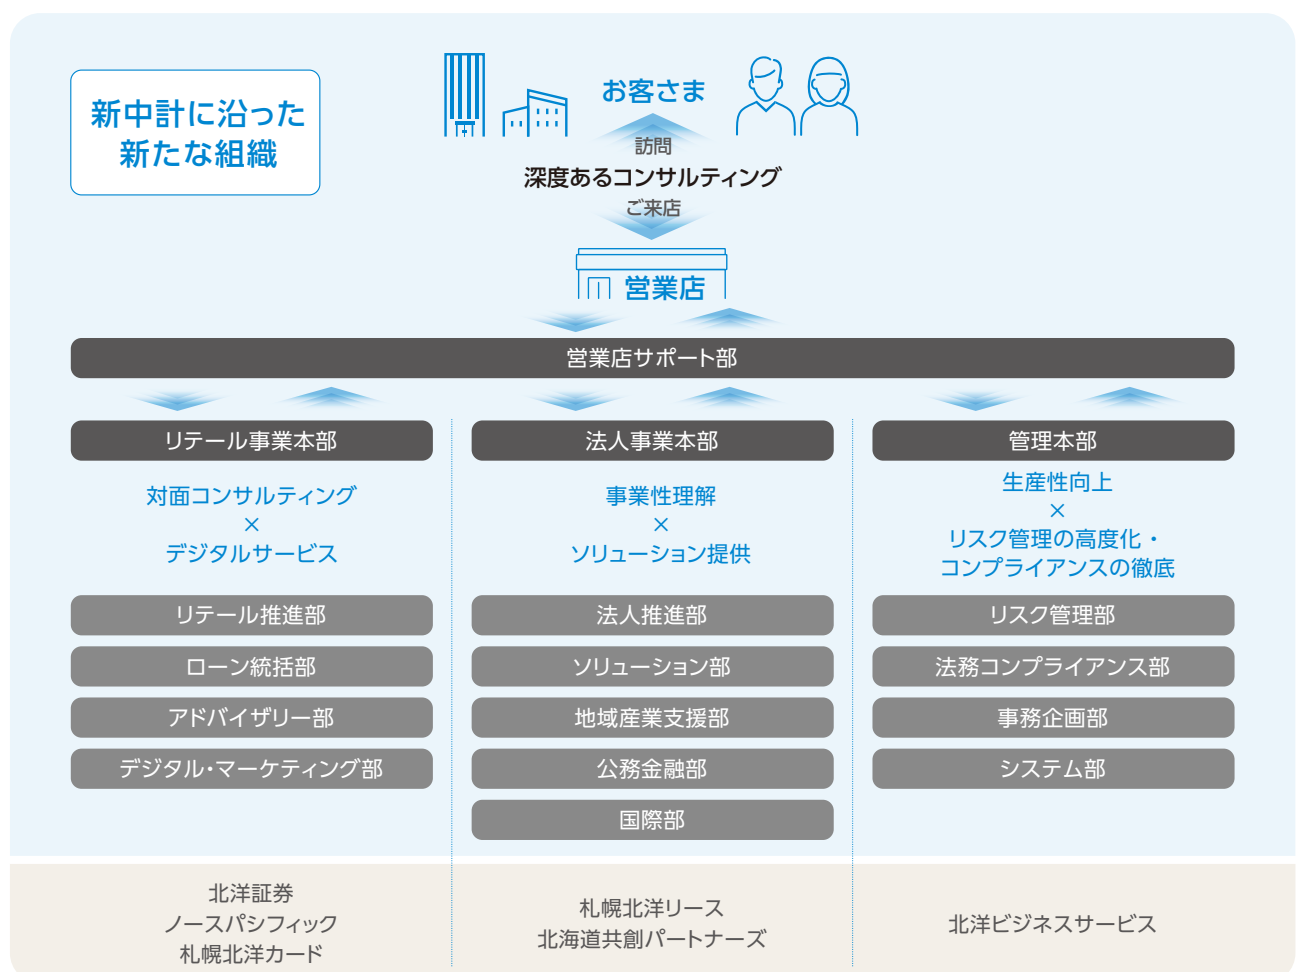 新中計に沿った
新たな組織
お客さま
訪問
深度あるコンサルティング
ご来店
営業店
営業店サポート部
リテール事業本部
対面コンサルティング
×
デジタルサービス
リテール推進部
ローン統括部
アドバイザリー部
デジタル・マーケティング部
北洋証券
ノースパシフィック
札幌北洋カード
法人事業本部
事業性理解
×
ソリューション提供
法人推進部
ソリューション部
地域産業支援部
公務金融部
国際部
札幌北洋リース
北海道共創パートナーズ
管理本部
生産性向上
×
リスク管理の高度化・
コンプライアンスの徹底
リスク管理部
法務コンプライアンス部
事務企画部
システム部
北洋ビジネスサービス